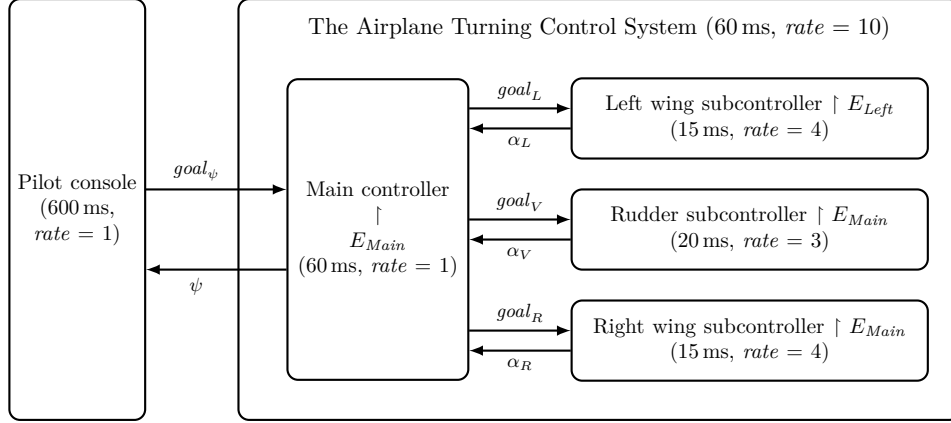 The Airplane Turning Control System (60 ms, rate = 10)
Pilot console
(600 ms,
rate = 1)
goal_ψ
ψ
Main controller
↾
E_Main
(60 ms, rate = 1)
goal_L
α_L
Left wing subcontroller ↾ E_Left
(15 ms, rate = 4)
goal_V
α_V
Rudder subcontroller ↾ E_Main
(20 ms, rate = 3)
goal_R
α_R
Right wing subcontroller ↾ E_Main
(15 ms, rate = 4)